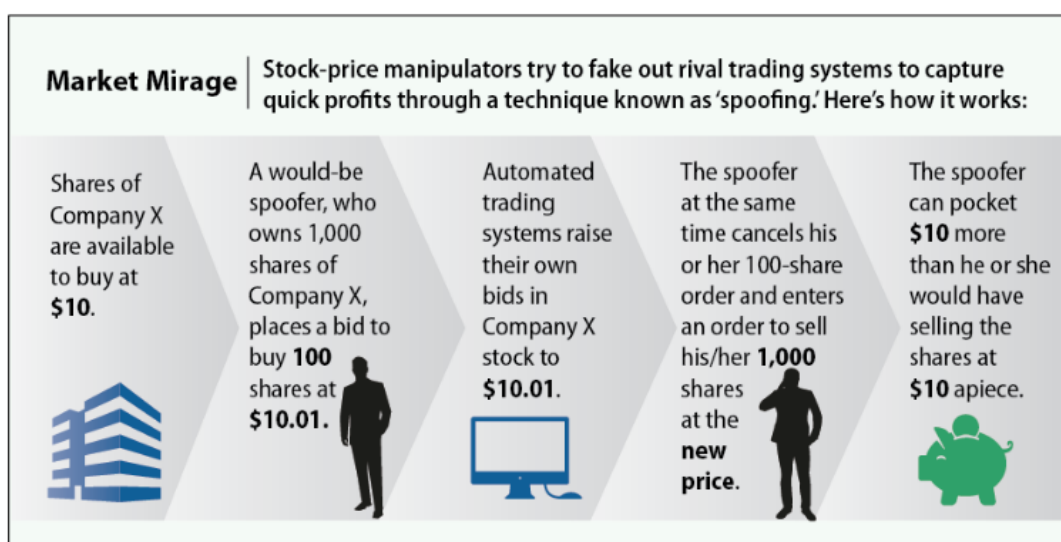 Market Mirage
Stock-price manipulators try to fake out rival trading systems to capture
quick profits through a technique known as ‘spoofing.’ Here’s how it works:
Shares of
Company X
are available
to buy at
$10.
A would-be
spoofer, who
owns 1,000
shares of
Company X,
places a bid to
buy 100
shares at
$10.01.
Automated
trading
systems raise
their own
bids in
Company X
stock to
$10.01.
The spoofer
at the same
time cancels his
or her 100-share
order and enters
an order to sell
his/her 1,000
shares
at the
new
price.
The spoofer
can pocket
$10 more
than he or she
would have
selling the
shares at
$10 apiece.